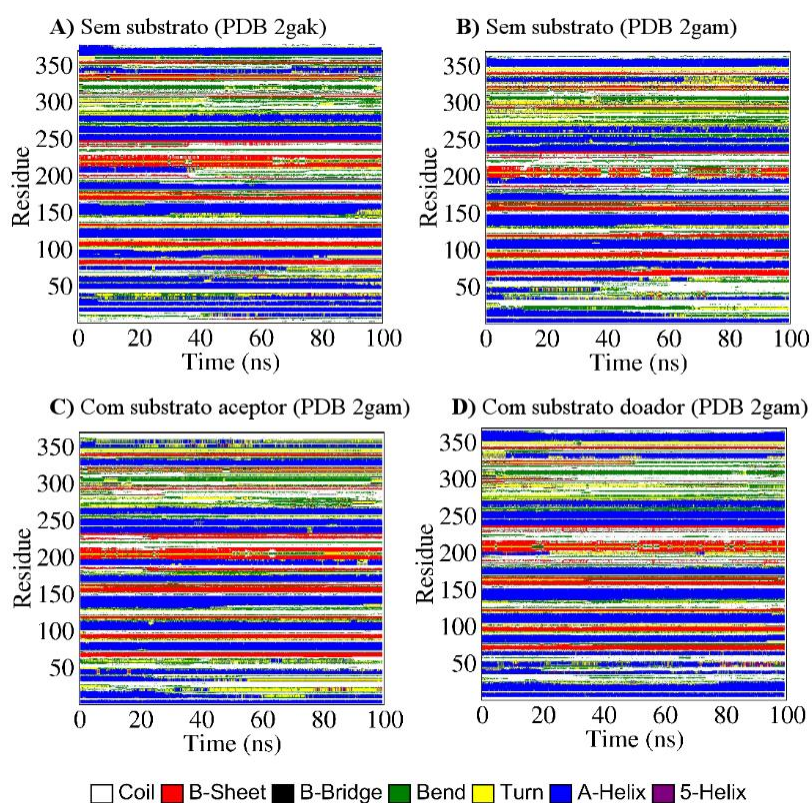 A) Sem substrato (PDB 2gak)
350
300
250
200
150
100
50
Residue
0 20 40 60 80 100
Time (ns)
B) Sem substrato (PDB 2gam)
350
300
250
200
150
100
50
Residue
0 20 40 60 80 100
Time (ns)
C) Com substrato aceptor (PDB 2gam)
350
300
250
200
150
100
50
Residue
0 20 40 60 80 100
Time (ns)
D) Com substrato doador (PDB 2gam)
350
300
250
200
150
100
50
Residue
0 20 40 60 80 100
Time (ns)
Coil B-Sheet B-Bridge Bend Turn A-Helix 5-Helix